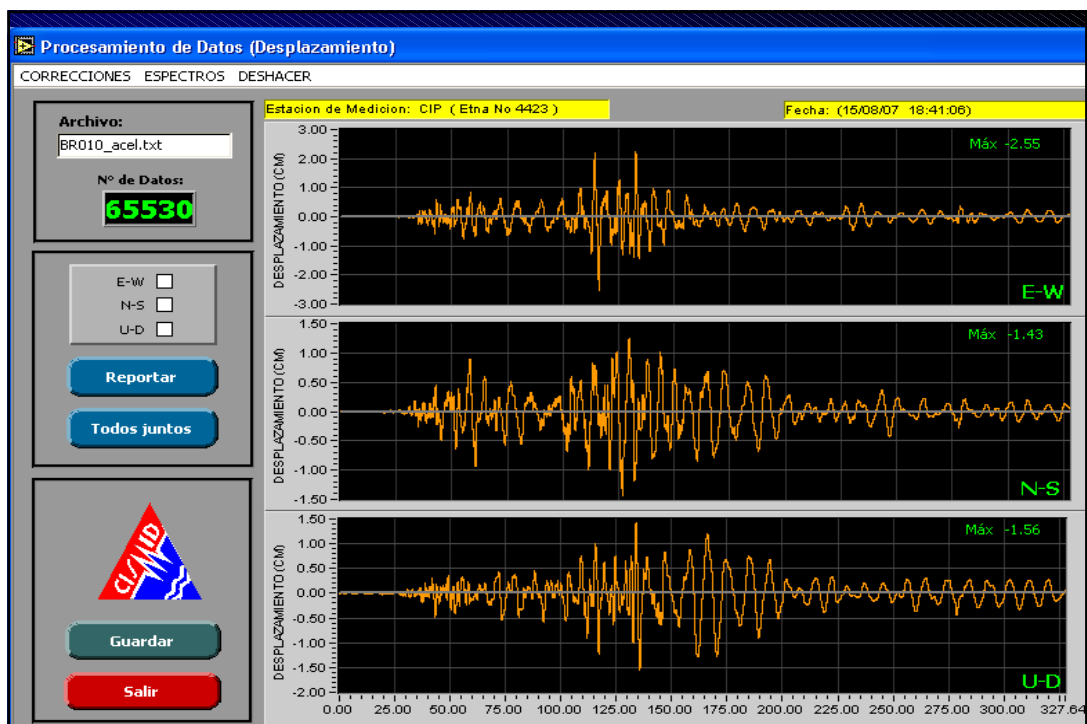 Procesamiento de Datos (Desplazamiento)
CORRECCIONES ESPECTROS DESHACER
Archivo:
BR010_acel.txt
Nº de Datos:
65530
E-W
N-S
U-D
Reportar
Todos juntos
CISMID
Guardar
Salir
Estacion de Medicion: CIP ( Etna No 4423 )
Fecha: (15/08/07 18:41:06)
DESPLAZAMIENTO (CM)
3.00
2.00
1.00
0.00
-1.00
-2.00
-3.00
Máx -2.55
E-W
DESPLAZAMIENTO (CM)
1.50
1.00
0.50
0.00
-0.50
-1.00
-1.50
Máx -1.43
N-S
DESPLAZAMIENTO (CM)
1.50
1.00
0.50
0.00
-0.50
-1.00
-1.50
-2.00
Máx -1.56
U-D
0.00 25.00 50.00 75.00 100.00 125.00 150.00 175.00 200.00 225.00 250.00 275.00 300.00 327.64